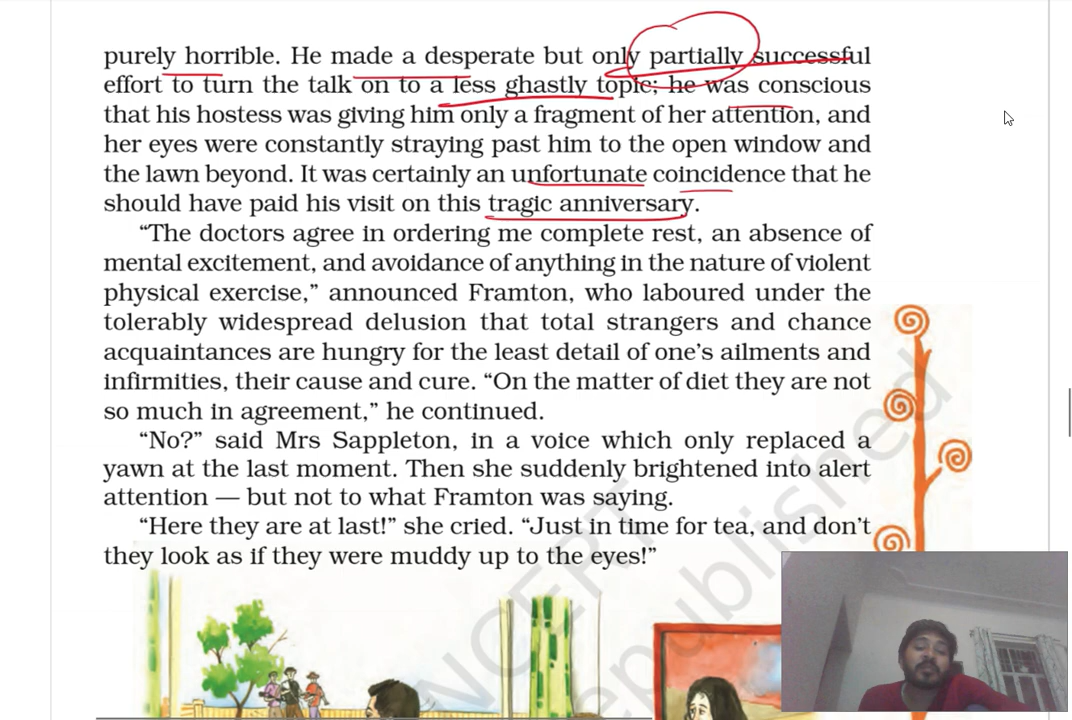 purely horrible. He made a desperate but only partially successful
effort to turn the talk on to a less ghastly topic; he was conscious
that his hostess was giving him only a fragment of her attention, and
her eyes were constantly straying past him to the open window and
the lawn beyond. It was certainly an unfortunate coincidence that he
should have paid his visit on this tragic anniversary.
“The doctors agree in ordering me complete rest, an absence of
mental excitement, and avoidance of anything in the nature of violent
physical exercise,” announced Framton, who laboured under the
tolerably widespread delusion that total strangers and chance
acquaintances are hungry for the least detail of one’s ailments and
infirmities, their cause and cure. “On the matter of diet they are not
so much in agreement,” he continued.
“No?” said Mrs Sappleton, in a voice which only replaced a
yawn at the last moment. Then she suddenly brightened into alert
attention — but not to what Framton was saying.
“Here they are at last!” she cried. “Just in time for tea, and don’t
they look as if they were muddy up to the eyes!”
NCERT
republished